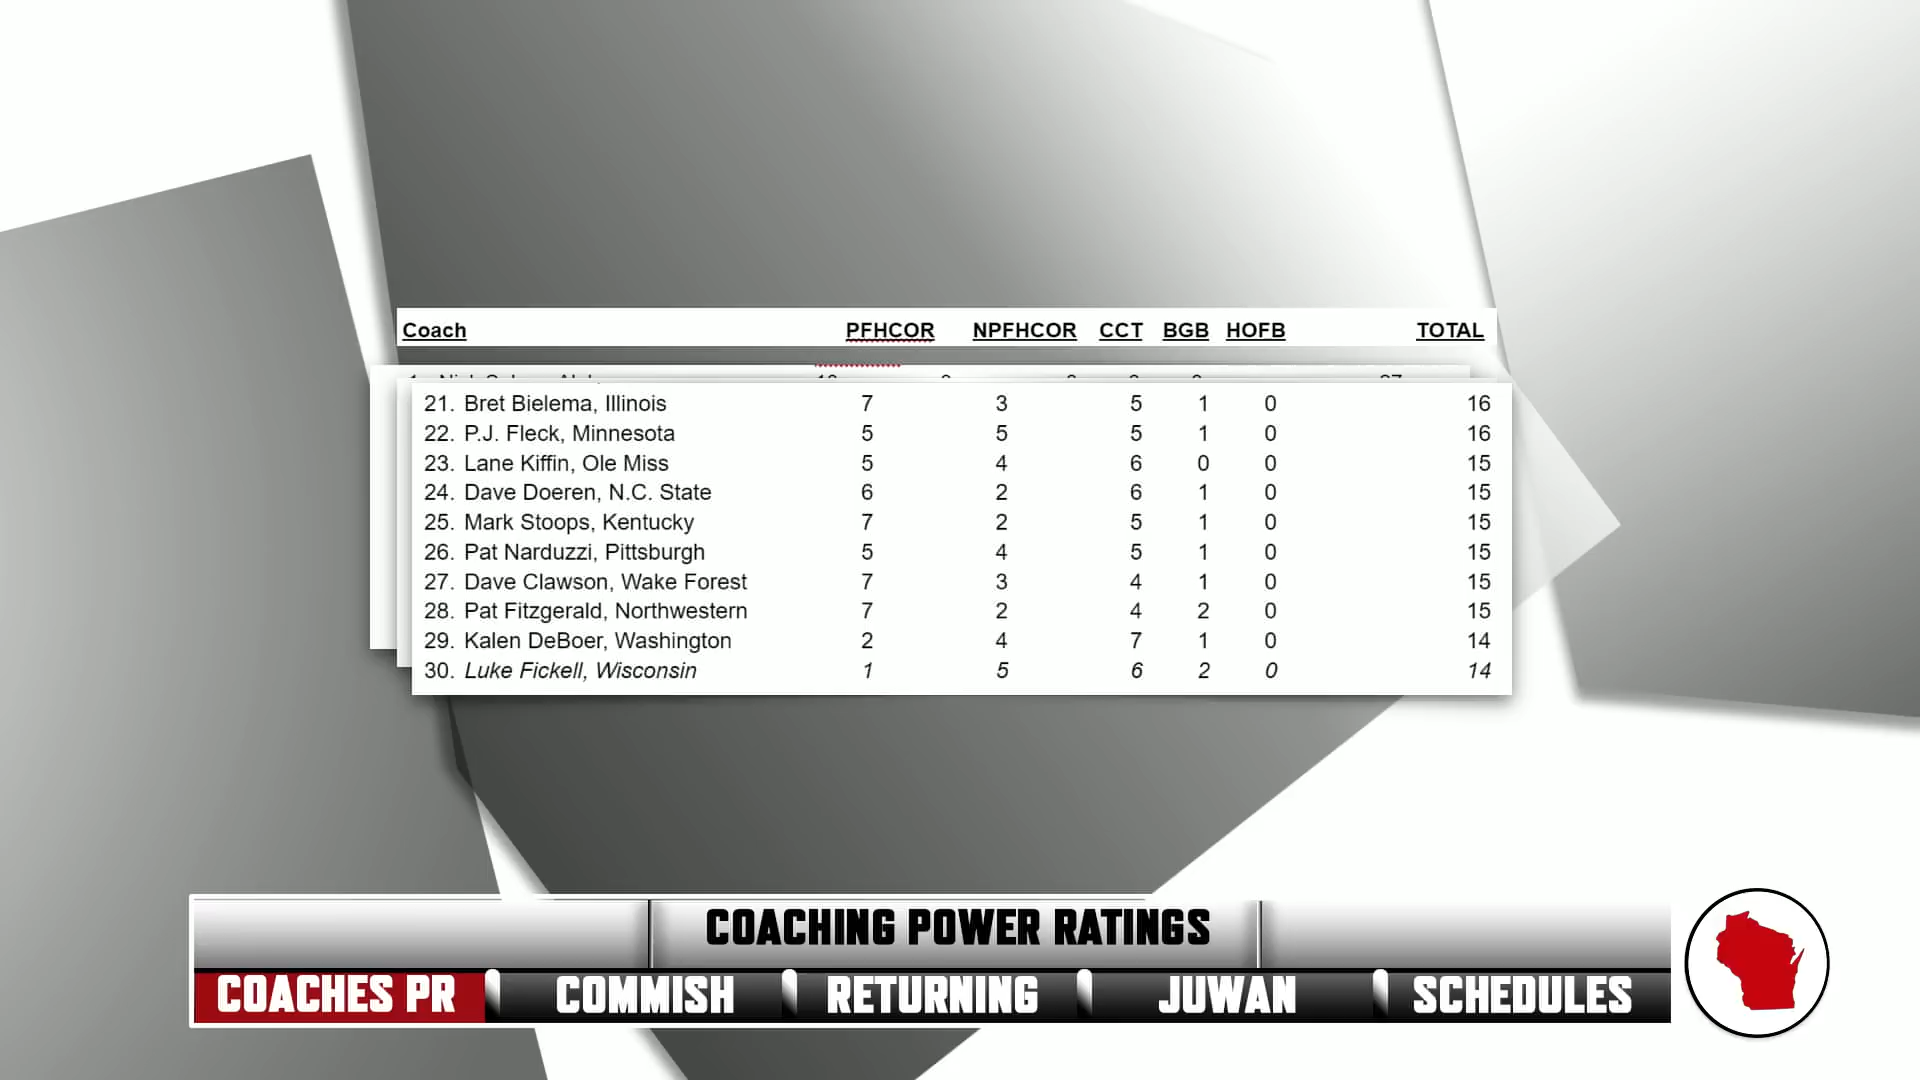 Coach PFHCOR NPFHCOR CCT BGB HOFB TOTAL
21. Bret Bielema, Illinois 7 3 5 1 0 16
22. P.J. Fleck, Minnesota 5 5 5 1 0 16
23. Lane Kiffin, Ole Miss 5 4 6 0 0 15
24. Dave Doeren, N.C. State 6 2 6 1 0 15
25. Mark Stoops, Kentucky 7 2 5 1 0 15
26. Pat Narduzzi, Pittsburgh 5 4 5 1 0 15
27. Dave Clawson, Wake Forest 7 3 4 1 0 15
28. Pat Fitzgerald, Northwestern 7 2 4 2 0 15
29. Kalen DeBoer, Washington 2 4 7 1 0 14
30. Luke Fickell, Wisconsin 1 5 6 2 0 14
COACHING POWER RATINGS
COACHES PR COMMISH RETURNING JUWAN SCHEDULES